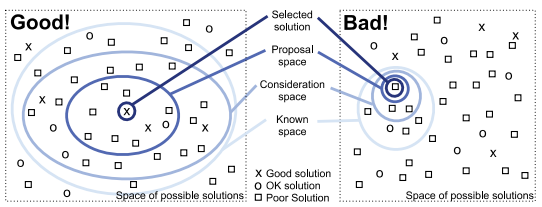 Good!
Selected
solution
Proposal
space
Consideration
space
Known
space
X Good solution
O OK solution
Poor Solution
Space of possible solutions
Bad!
Space of possible solutions